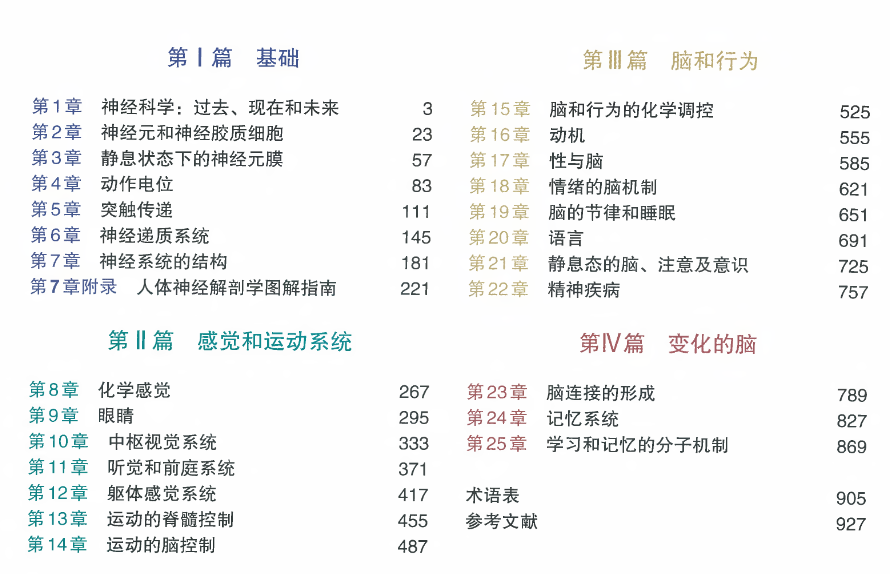 第Ⅰ篇 基础
第1章 神经科学：过去、现在和未来 3
第2章 神经元和神经胶质细胞 23
第3章 静息状态下的神经元膜 57
第4章 动作电位 83
第5章 突触传递 111
第6章 神经递质系统 145
第7章 神经系统的结构 181
第7章附录 人体神经解剖学图解指南 221
第Ⅱ篇 感觉和运动系统
第8章 化学感觉 267
第9章 眼睛 295
第10章 中枢视觉系统 333
第11章 听觉和前庭系统 371
第12章 躯体感觉系统 417
第13章 运动的脊髓控制 455
第14章 运动的脑控制 487
第Ⅲ篇 脑和行为
第15章 脑和行为的化学调控 525
第16章 动机 555
第17章 性与脑 585
第18章 情绪的脑机制 621
第19章 脑的节律和睡眠 651
第20章 语言 691
第21章 静息态的脑、注意及意识 725
第22章 精神疾病 757
第Ⅳ篇 变化的脑
第23章 脑连接的形成 789
第24章 记忆系统 827
第25章 学习和记忆的分子机制 869
术语表 905
参考文献 927